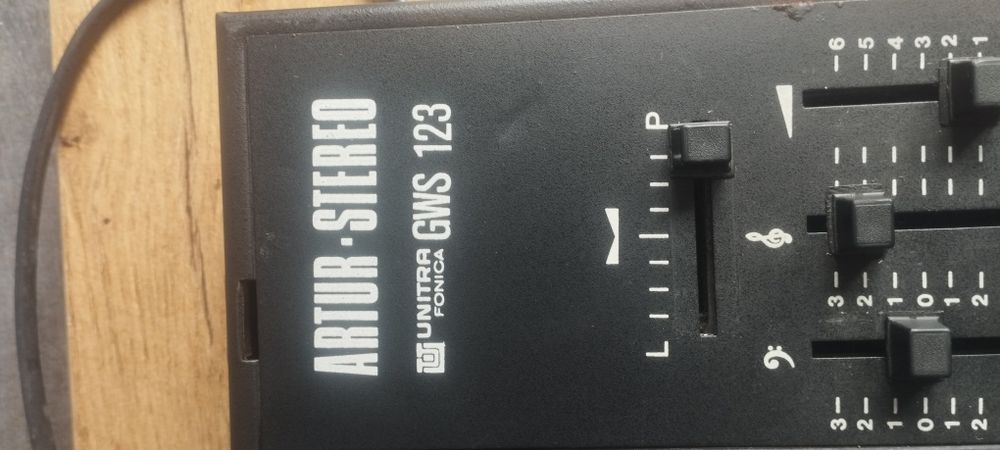 ARTUR·STEREO
UNITRA
FONICA
GWS 123
L P
3 3 6
2 2 5
1 1 4
0 0 3
1 1 2
2 2 1